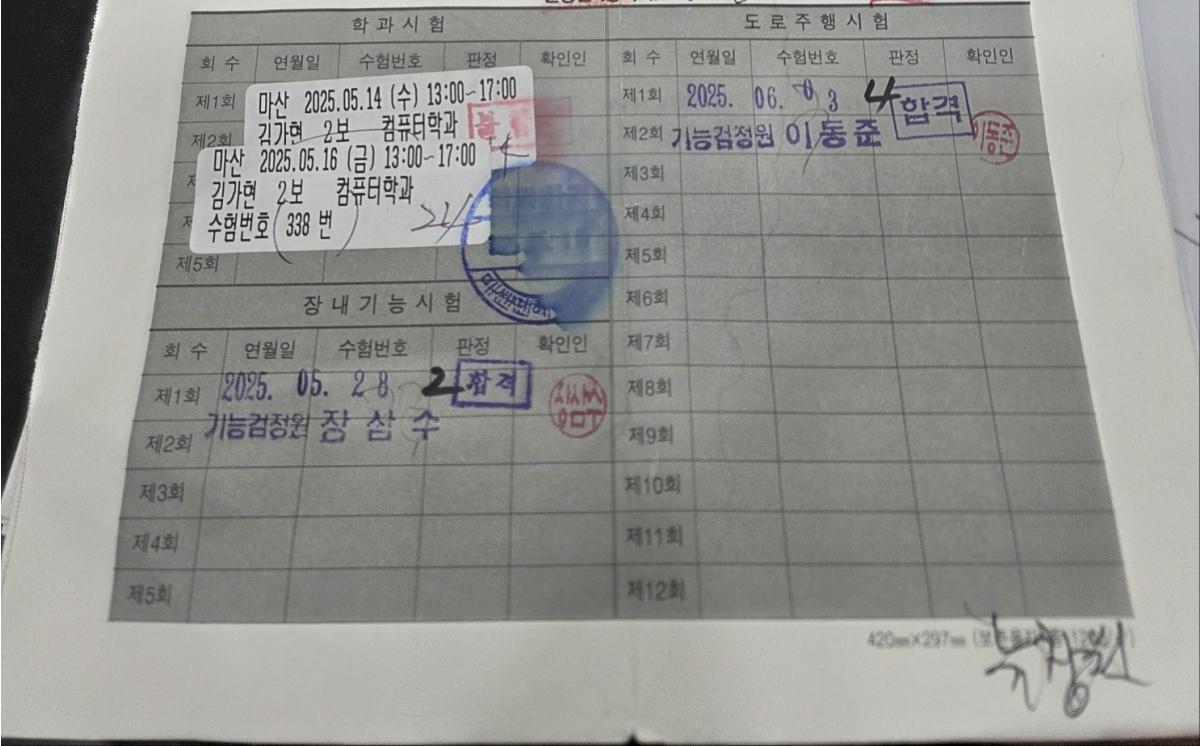 학과시험
회 수 연월일 수험번호 판정 확인인
제1회
마산 2025.05.14 (수) 13:00~17:00
제2회 김가현 2보 컴퓨터학과
마산 2025.05.16 (금) 13:00~17:00
김가현 2보 컴퓨터학과
수험번호 338 번
제5회
장내기능시험
회 수 연월일 수험번호 판정 확인인
제1회 2025. 05. 28 2 합격
제2회 기능검정원 장삼수
제3회
제4회
제5회
도로주행시험
회 수 연월일 수험번호 판정 확인인
제1회 2025. 06. 03 4 합격
제2회 기능검정원 이동준 이동준
제3회
제4회
제5회
제6회
제7회
제8회
제9회
제10회
제11회
제12회
420㎜×297㎜